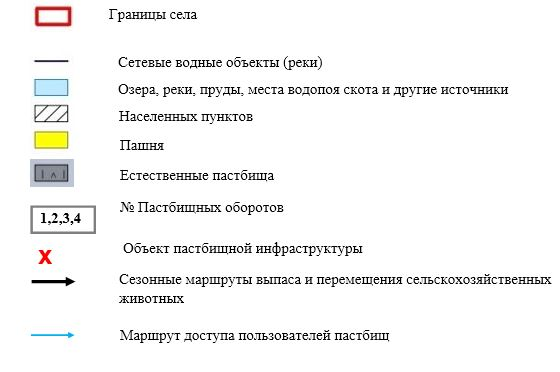 Границы села
Сетевые водные объекты (реки)
Озера, реки, пруды, места водопоя скота и другие источники
Населенных пунктов
Пашня
Естественные пастбища
1,2,3,4 № Пастбищных оборотов
X Объект пастбищной инфраструктуры
Сезонные маршруты выпаса и перемещения сельскохозяйственных
животных
Маршрут доступа пользователей пастбищ